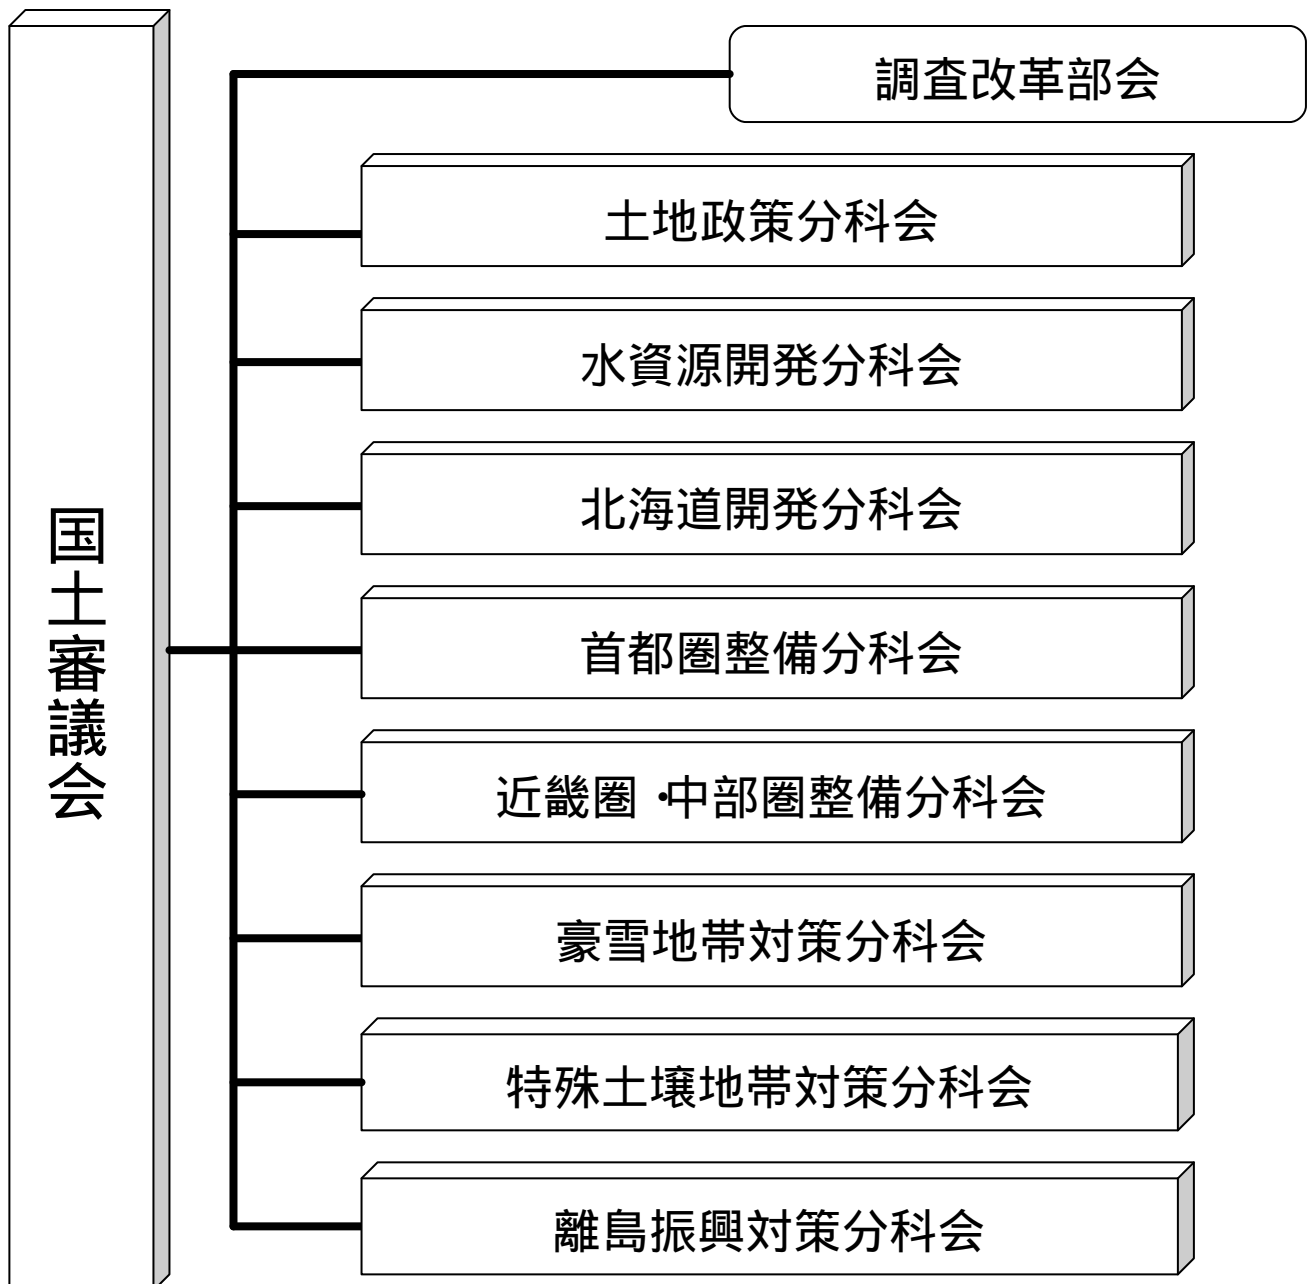 国土審議会
調査改革部会
土地政策分科会
水資源開発分科会
北海道開発分科会
首都圏整備分科会
近畿圏・中部圏整備分科会
豪雪地帯対策分科会
特殊土壌地帯対策分科会
離島振興対策分科会